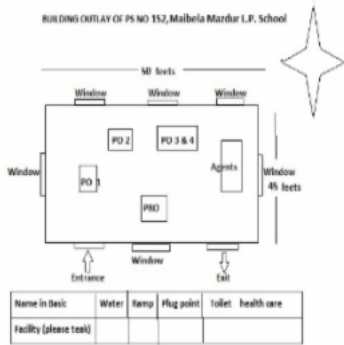 BUILDING OUTLAY OF PS NO 152, Maibela Mazdur L.P. School
50 feets
Window Window Window
PO 2 PO 3 & 4
Window Agents Window
PO 1 45 feets
PRO
Entrance Window Exit
Name in Basic Water Ramp Plug point Toilet health care
Facility (please teak)